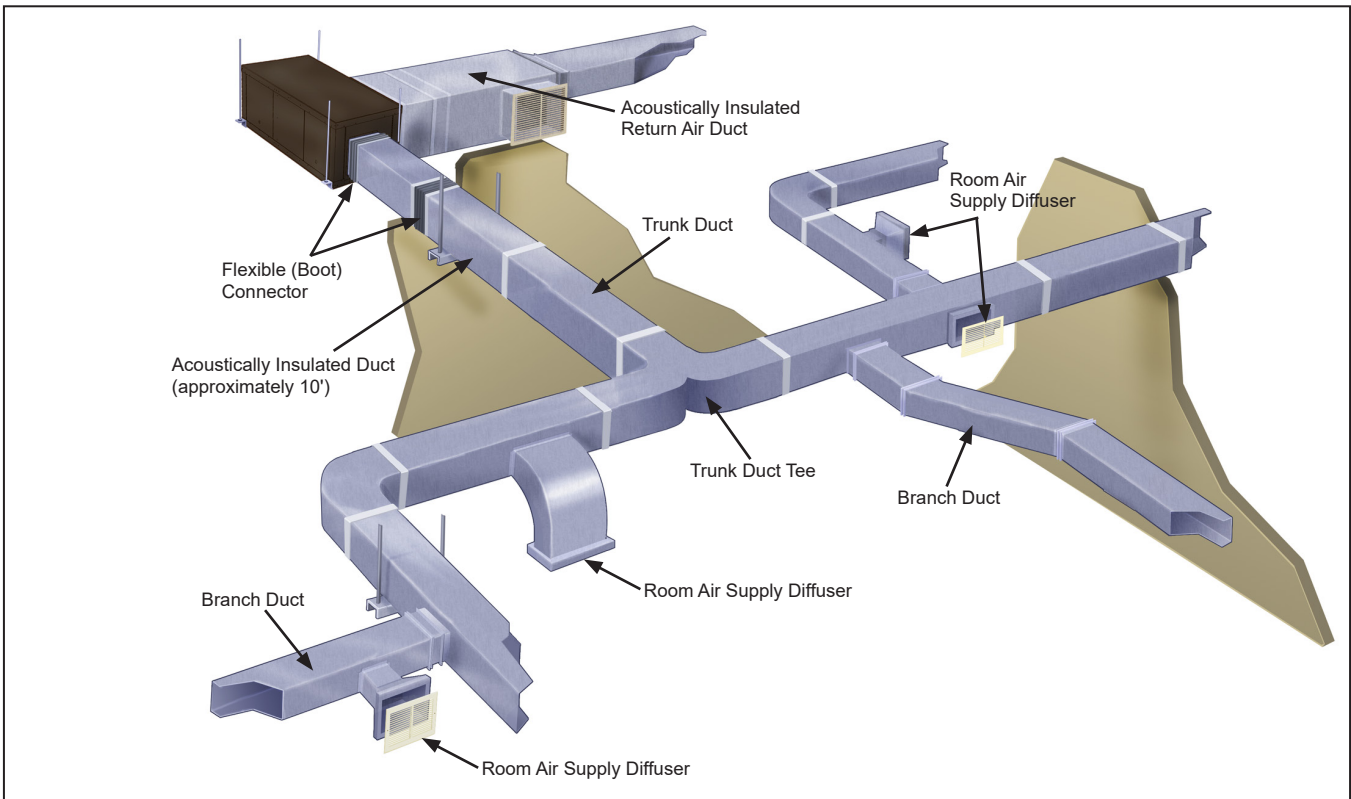 Acoustically Insulated
Return Air Duct
Room Air
Supply Diffuser
Trunk Duct
Flexible (Boot)
Connector
Acoustically Insulated Duct
(approximately 10')
Trunk Duct Tee
Branch Duct
Room Air Supply Diffuser
Branch Duct
Room Air Supply Diffuser